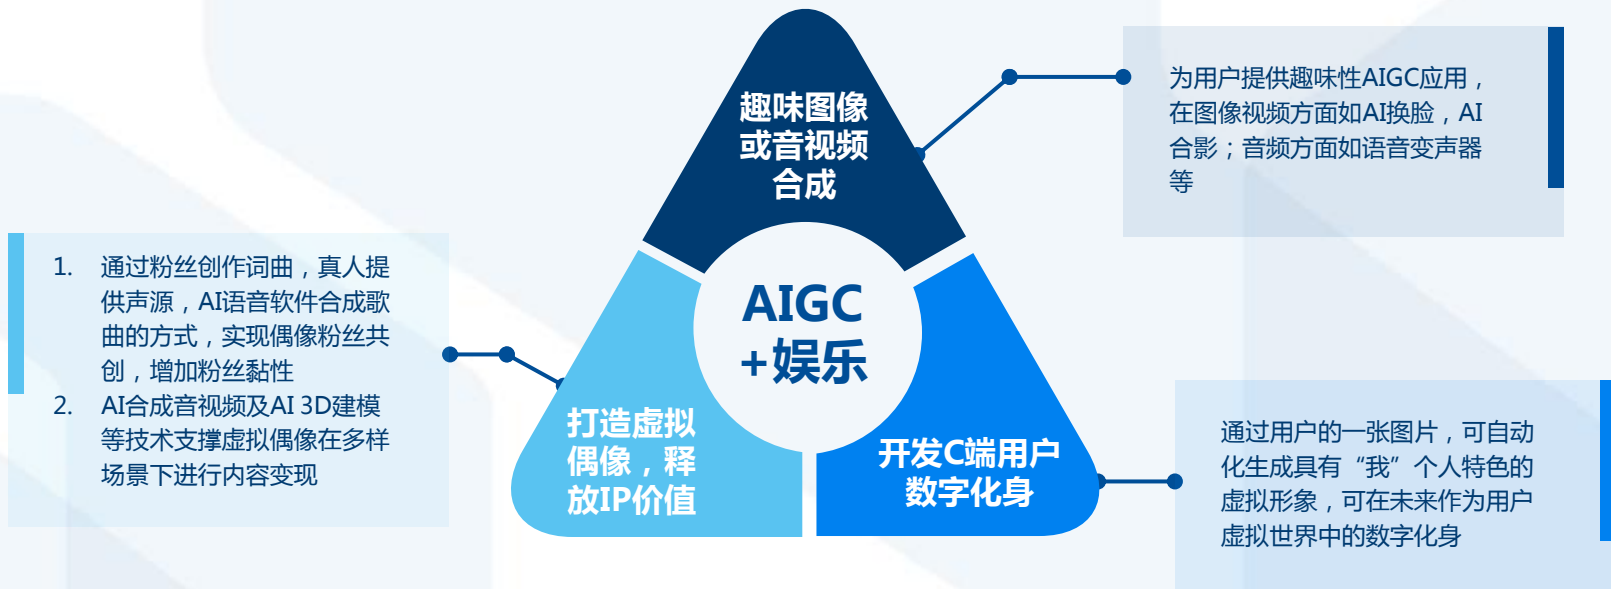 趣味图像
或音视频
合成
为用户提供趣味性AIGC应用，
在图像视频方面如AI换脸，AI
合影；音频方面如语音变声器
等
AIGC
+娱乐
1. 通过粉丝创作词曲，真人提
供声源，AI语音软件合成歌
曲的方式，实现偶像粉丝共
创，增加粉丝黏性
2. AI合成音视频及AI 3D建模
等技术支撑虚拟偶像在多样
场景下进行内容变现
打造虚拟
偶像，释
放IP价值
开发C端用户
数字化身
通过用户的一张图片，可自动
化生成具有“我”个人特色的
虚拟形象，可在未来作为用户
虚拟世界中的数字化身